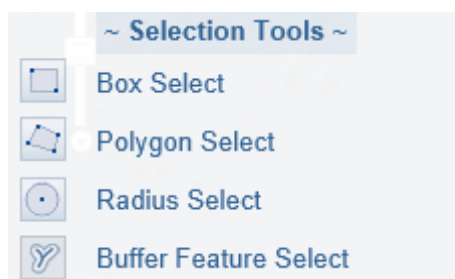 ~ Selection Tools ~
Box Select
Polygon Select
Radius Select
Buffer Feature Select